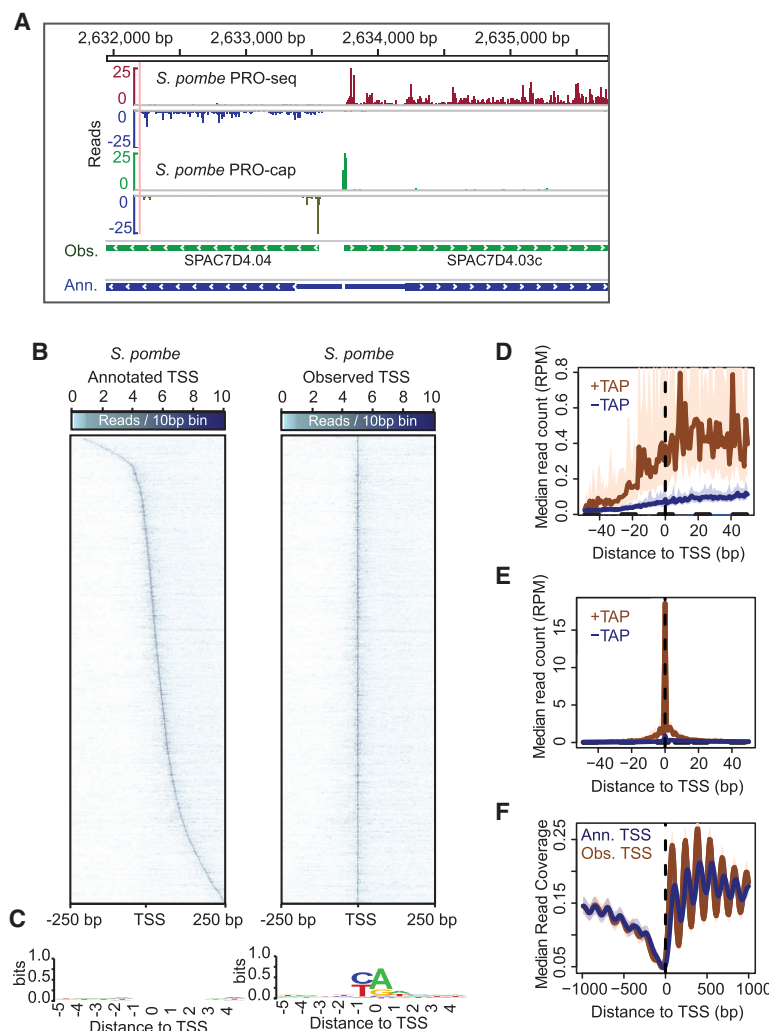 A
2,632,000 bp 2,633,000 bp 2,634,000 bp 2,635,000 bp
25
S. pombe PRO-seq
0
0
-25
Reads
25
S. pombe PRO-cap
0
0
-25
Obs.
SPAC7D4.04 SPAC7D4.03c
Ann.
B
S. pombe
Annotated TSS
0 2 4 6 8 10
Reads / 10bp bin
-250 bp TSS 250 bp
S. pombe
Observed TSS
0 2 4 6 8 10
Reads / 10bp bin
-250 bp TSS 250 bp
C
bits
1.0
0.5
0.0
-5 -4 -3 -2 -1 0 1 2 3 4
Distance to TSS
bits
1.0
0.5
0.0
CA
TG
-5 -4 -3 -2 -1 0 1 2 3 4
Distance to TSS
D
Median read count (RPM)
0.8
0.6
0.4
0.2
0.0
+TAP
−TAP
−40 −20 0 20 40
Distance to TSS (bp)
E
Median read count (RPM)
15
10
5
0
+TAP
−TAP
−40 −20 0 20 40
Distance to TSS (bp)
F
Median Read Coverage
0.25
0.15
0.05
Ann. TSS
Obs. TSS
−1000 −500 0 500 1000
Distance to TSS (bp)